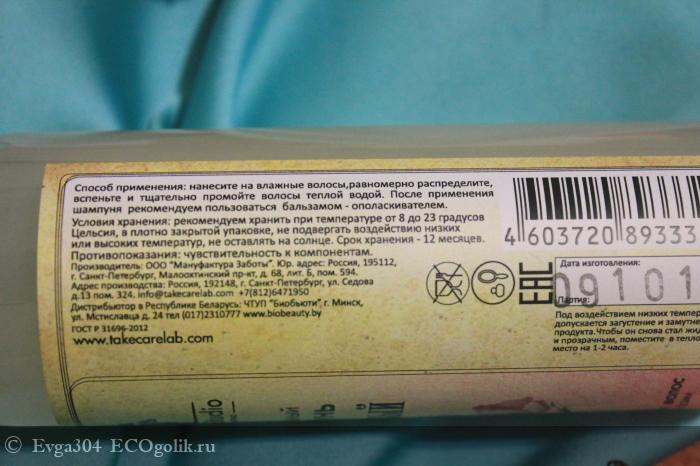 Способ применения: нанесите на влажные волосы,равномерно распределите,
вспеньте и тщательно промойте волосы теплой водой. После применения
шампуня рекомендуем пользоваться бальзамом - ополаскивателем.
Условия хранения: рекомендуем хранить при температуре от 8 до 23 градусов
Цельсия, в плотно закрытой упаковке, не подвергать воздействию низких
или высоких температур, не оставлять на солнце. Срок хранения - 12 месяцев.
Противопоказания: чувствительность к компонентам.
Производитель: ООО "Мануфактура Заботы". Юр. адрес: Россия, 195112,
г. Санкт-Петербург, Малоохтинский пр-кт, д. 68, лит. Б, пом. 594.
Адрес производства: Россия, 192148, г. Санкт-Петербург, ул. Седова
д.13 пом. 324. info@takecarelab.com +7(812)6471950
Дистрибьютор в Республике Беларусь: ЧТУП "Биобьюти", г. Минск,
ул. Мстиславца д. 24 тел (017)2310777 www.biobeauty.by
ГОСТ Р 31696-2012
www.takecarelab.com
4 603720 89333
EAC
Дата изготовления:
09101
Партия:
Под воздействием низких темпер
допускается загустение и замутне
продукта.Чтобы он снова стал жид
и прозрачным, поместите в тепло
место на 1-2 часа.
волос
Evga304 ECOgolik.ru